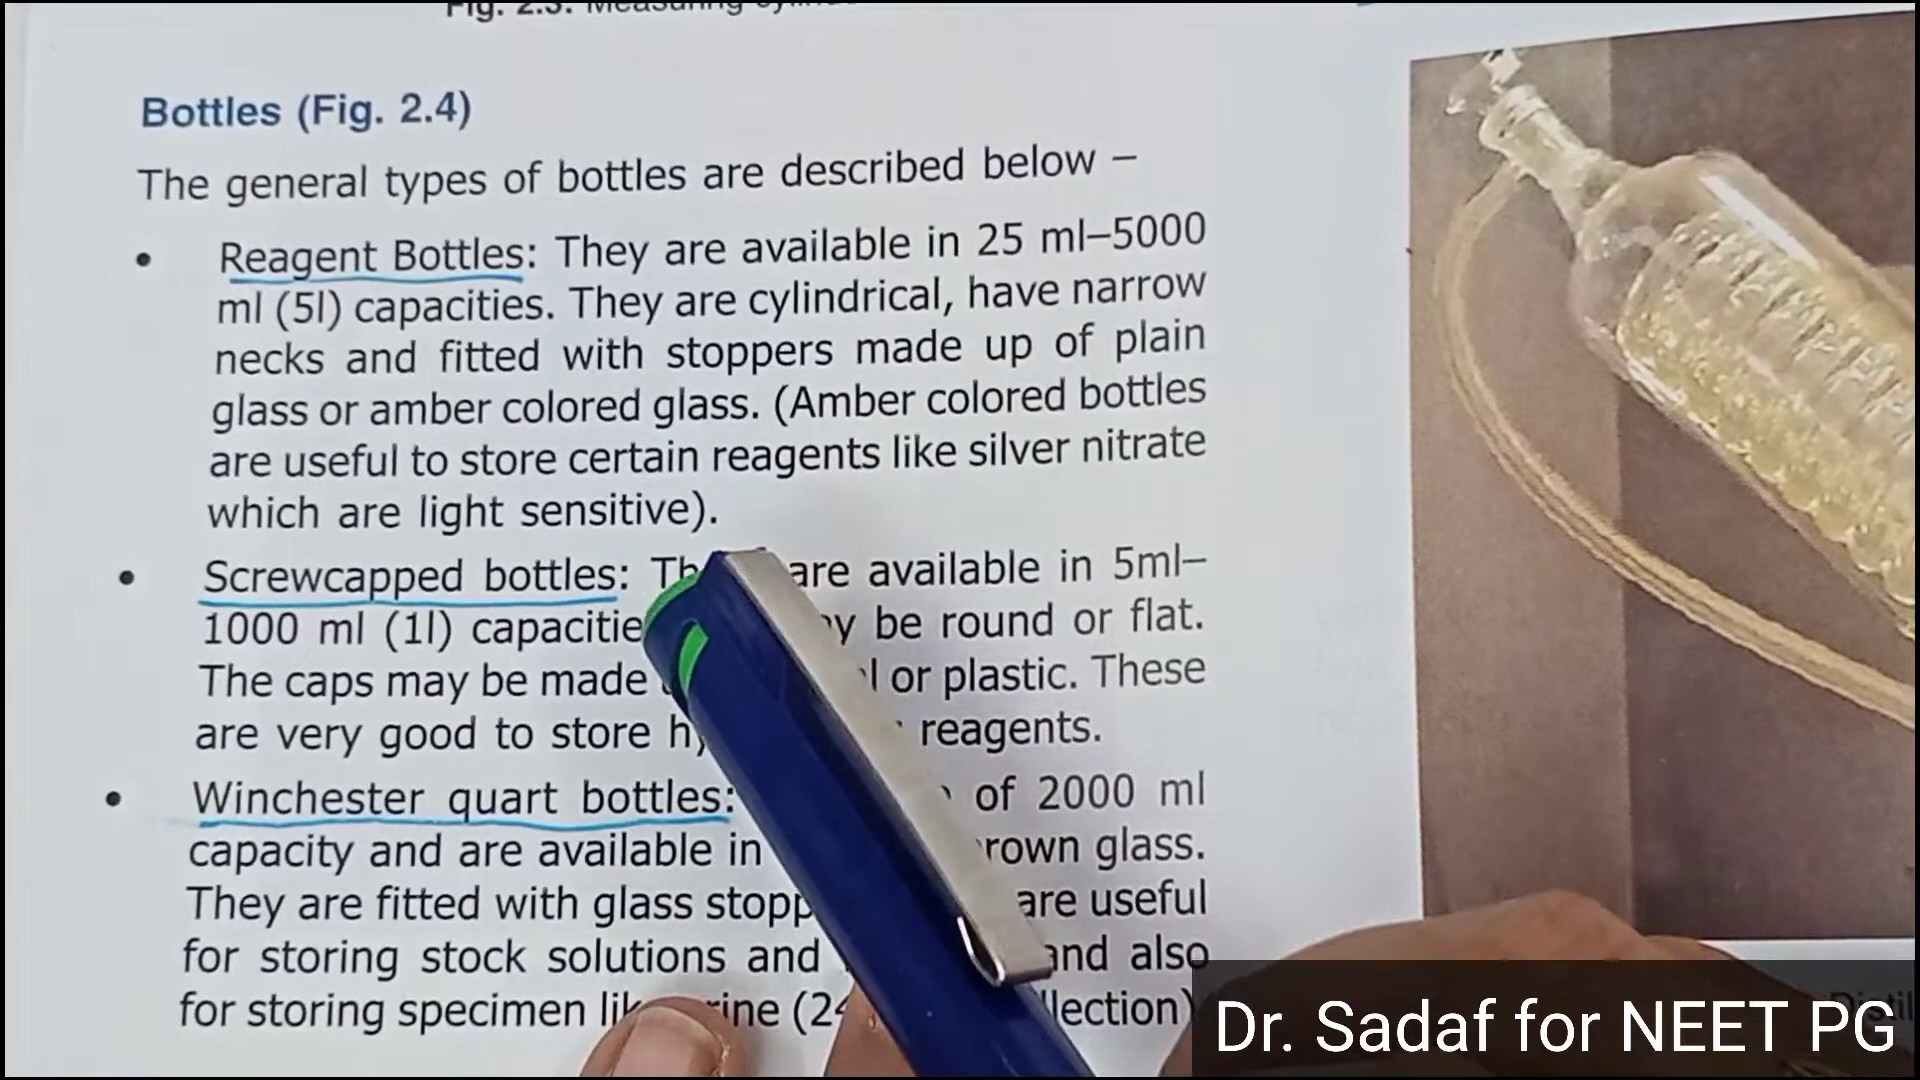 Fig. 2.3: Measuring
Bottles (Fig. 2.4)
The general types of bottles are described below –
• Reagent Bottles: They are available in 25 ml–5000
ml (5l) capacities. They are cylindrical, have narrow
necks and fitted with stoppers made up of plain
glass or amber colored glass. (Amber colored bottles
are useful to store certain reagents like silver nitrate
which are light sensitive).
• Screwcapped bottles: are available in 5ml–
1000 ml (1l) be round or flat.
The caps may be made or plastic. These
are very good to store reagents.
• Winchester quart bottles: of 2000 ml
capacity and are available in glass.
They are fitted with glass are useful
for storing stock solutions and and also
for storing specimen
Dr. Sadaf for NEET PG